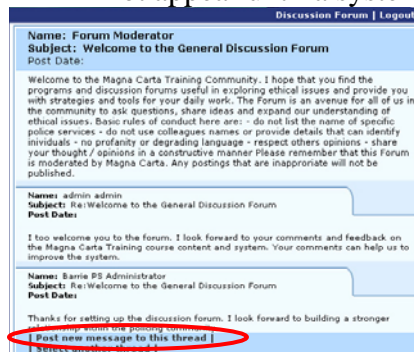 Discussion Forum | Logout
Name: Forum Moderator
Subject: Welcome to the General Discussion Forum
Post Date:
Welcome to the Magna Carta Training Community. I hope that you find the
programs and discussion forums useful in exploring ethical issues and provide you
with strategies and tools for your daily work. The Forum is an avenue for all of us in
the community to ask questions, share ideas and expand our understanding of
ethical issues. Basic rules of conduct here are: - do not list the name of specific
police services - do not use colleagues names or provide details that can identify
inividuals - no profanity or degrading language - respect others opinions - share
your thought / opinions in a constructive manner Please remember that this Forum
is moderated by Magna Carta. Any postings that are inapproriate will not be
published.
Name: admin admin
Subject: Re:Welcome to the General Discussion Forum
Post Date:
I too welcome you to the forum. I look forward to your comments and feedback on
the Magna Carta Training course content and system. Your comments can help us to
improve the system.
Name: Barrie PS Administrator
Subject: Re:Welcome to the General Discussion Forum
Post Date:
Thanks for setting up the discussion forum. I look forward to building a stronger
relationship within the policing community.
| Post new message to this thread |